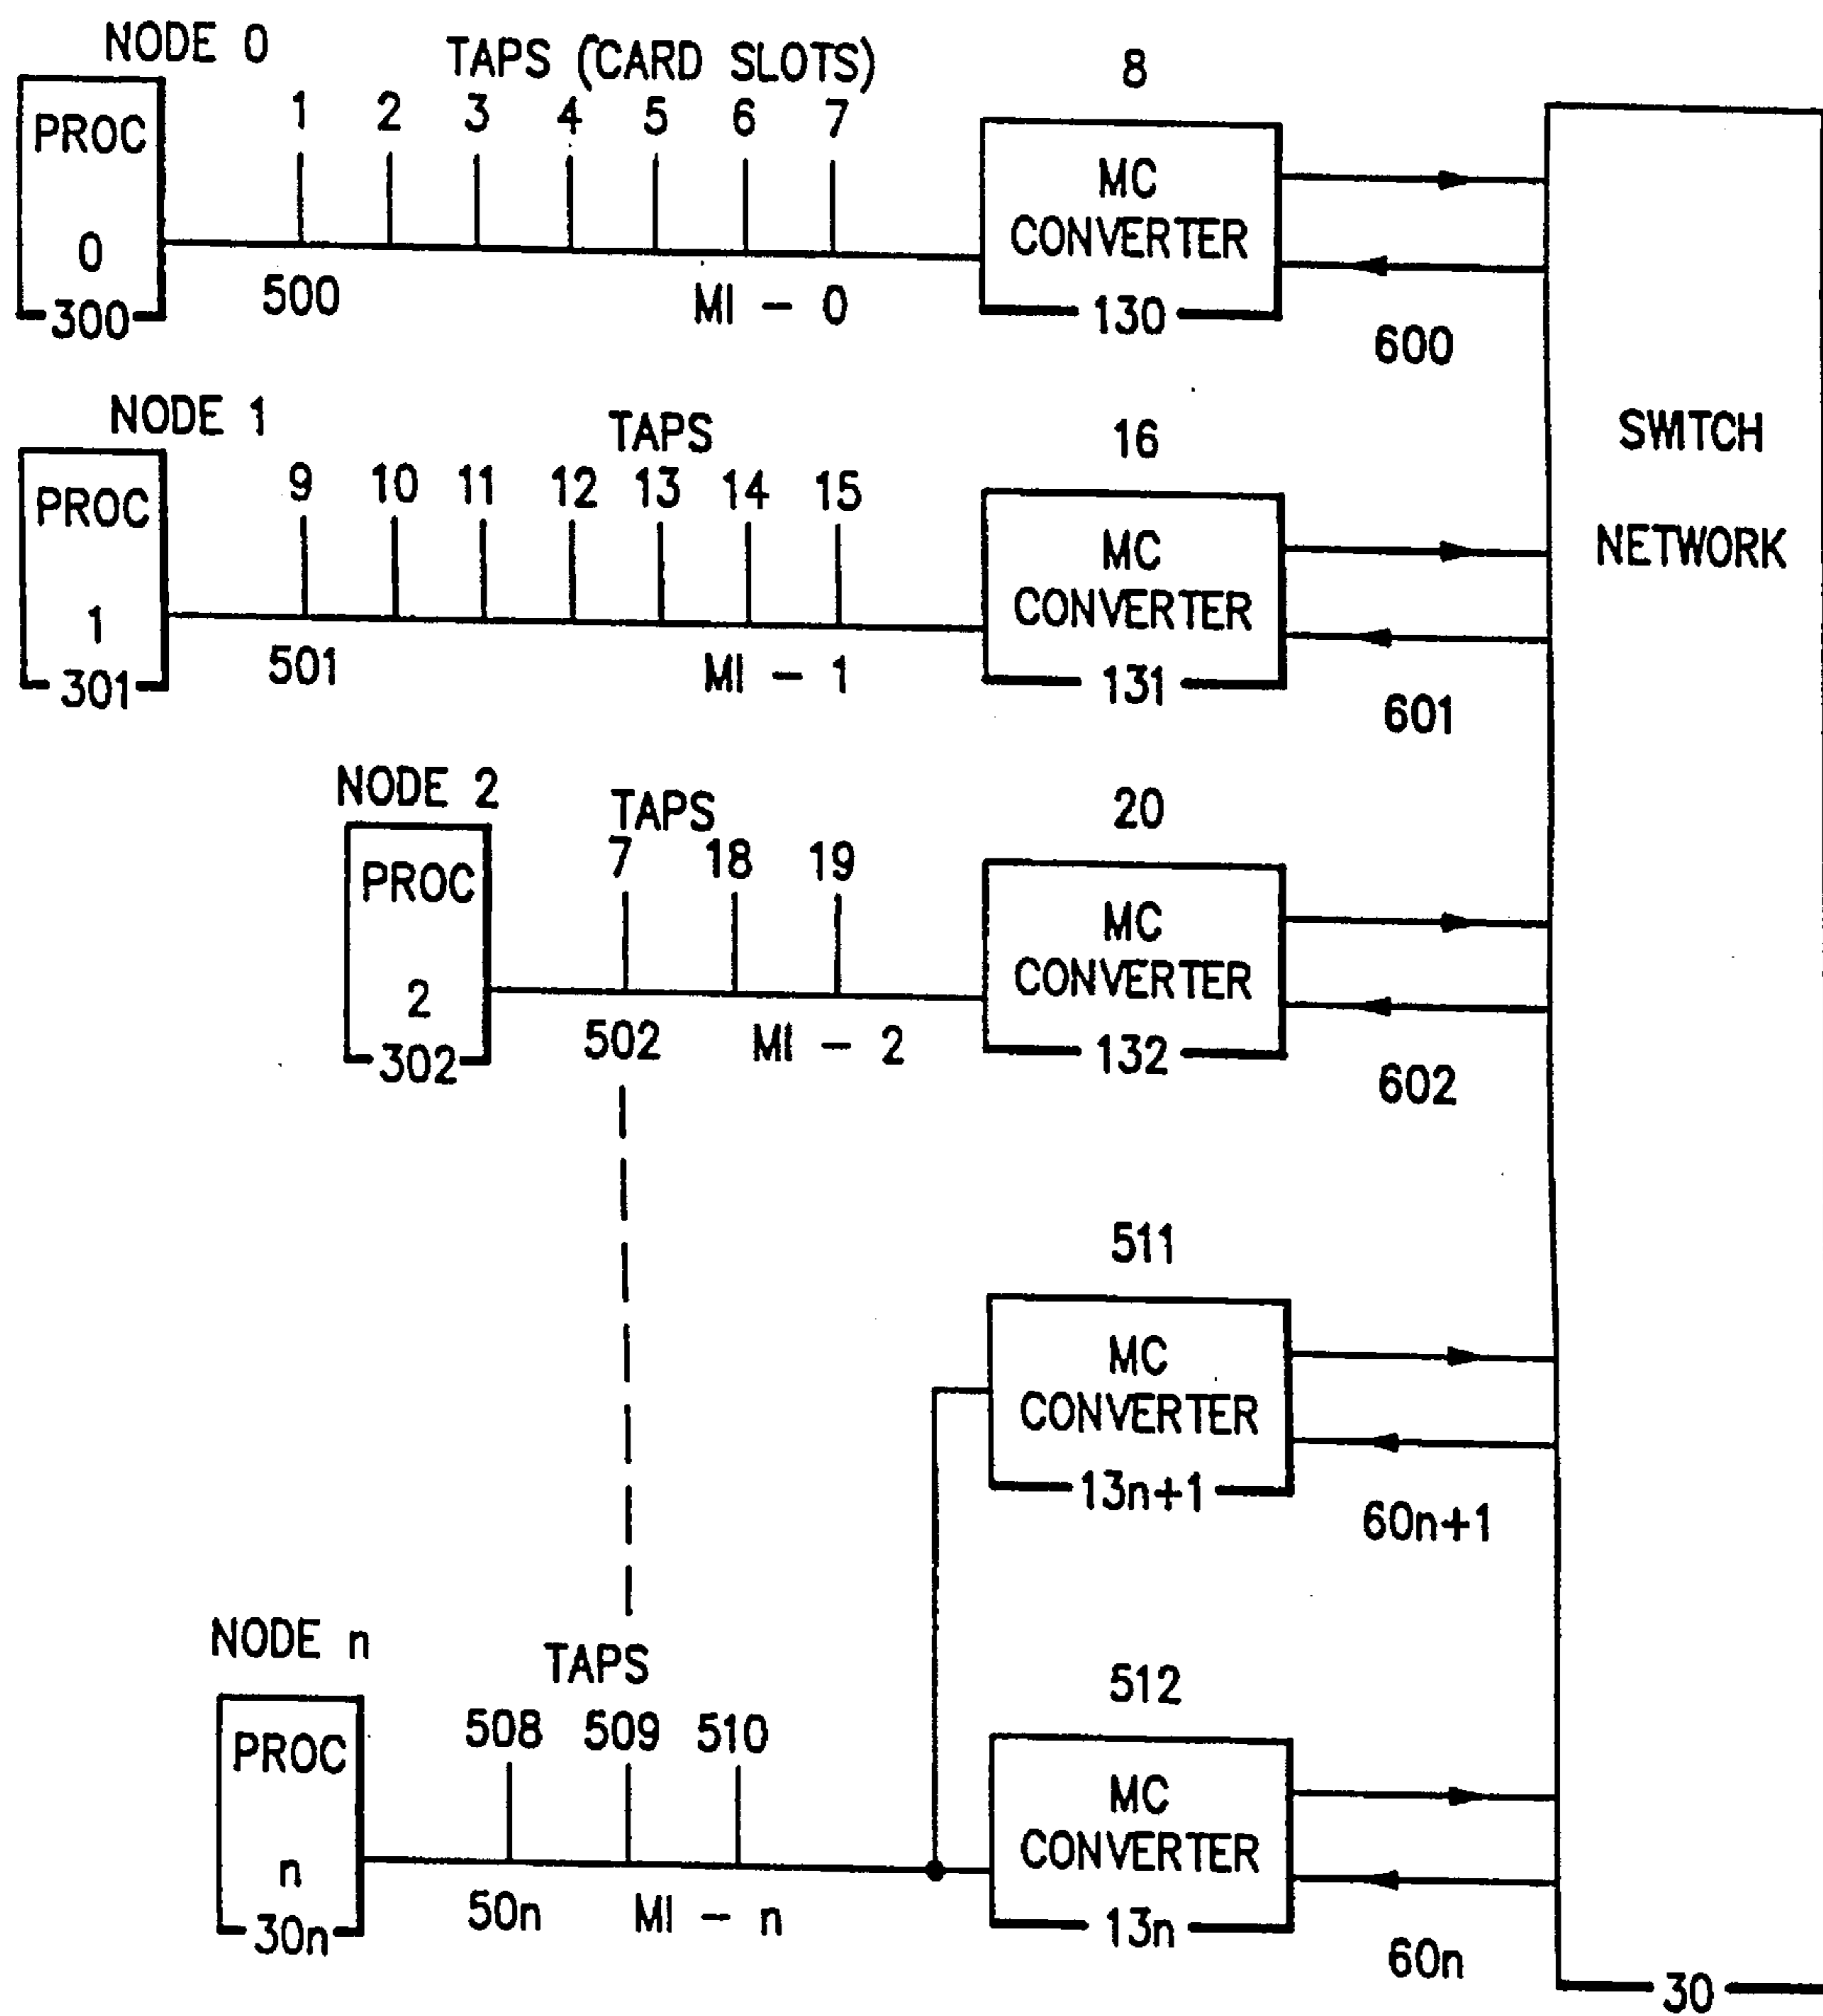 NODE 0
TAPS (CARD SLOTS)
1 2 3 4 5 6 7
8
PROC
0
300
500
MI - 0
MC
CONVERTER
130
600
NODE 1
TAPS
9 10 11 12 13 14 15
16
PROC
1
301
501
MI - 1
MC
CONVERTER
131
601
SWITCH
NETWORK
NODE 2
TAPS
7 18 19
20
PROC
2
302
502
MI - 2
MC
CONVERTER
132
602
511
MC
CONVERTER
13n+1
60n+1
NODE n
TAPS
508 509 510
512
PROC
n
30n
50n
MI - n
MC
CONVERTER
13n
60n
30